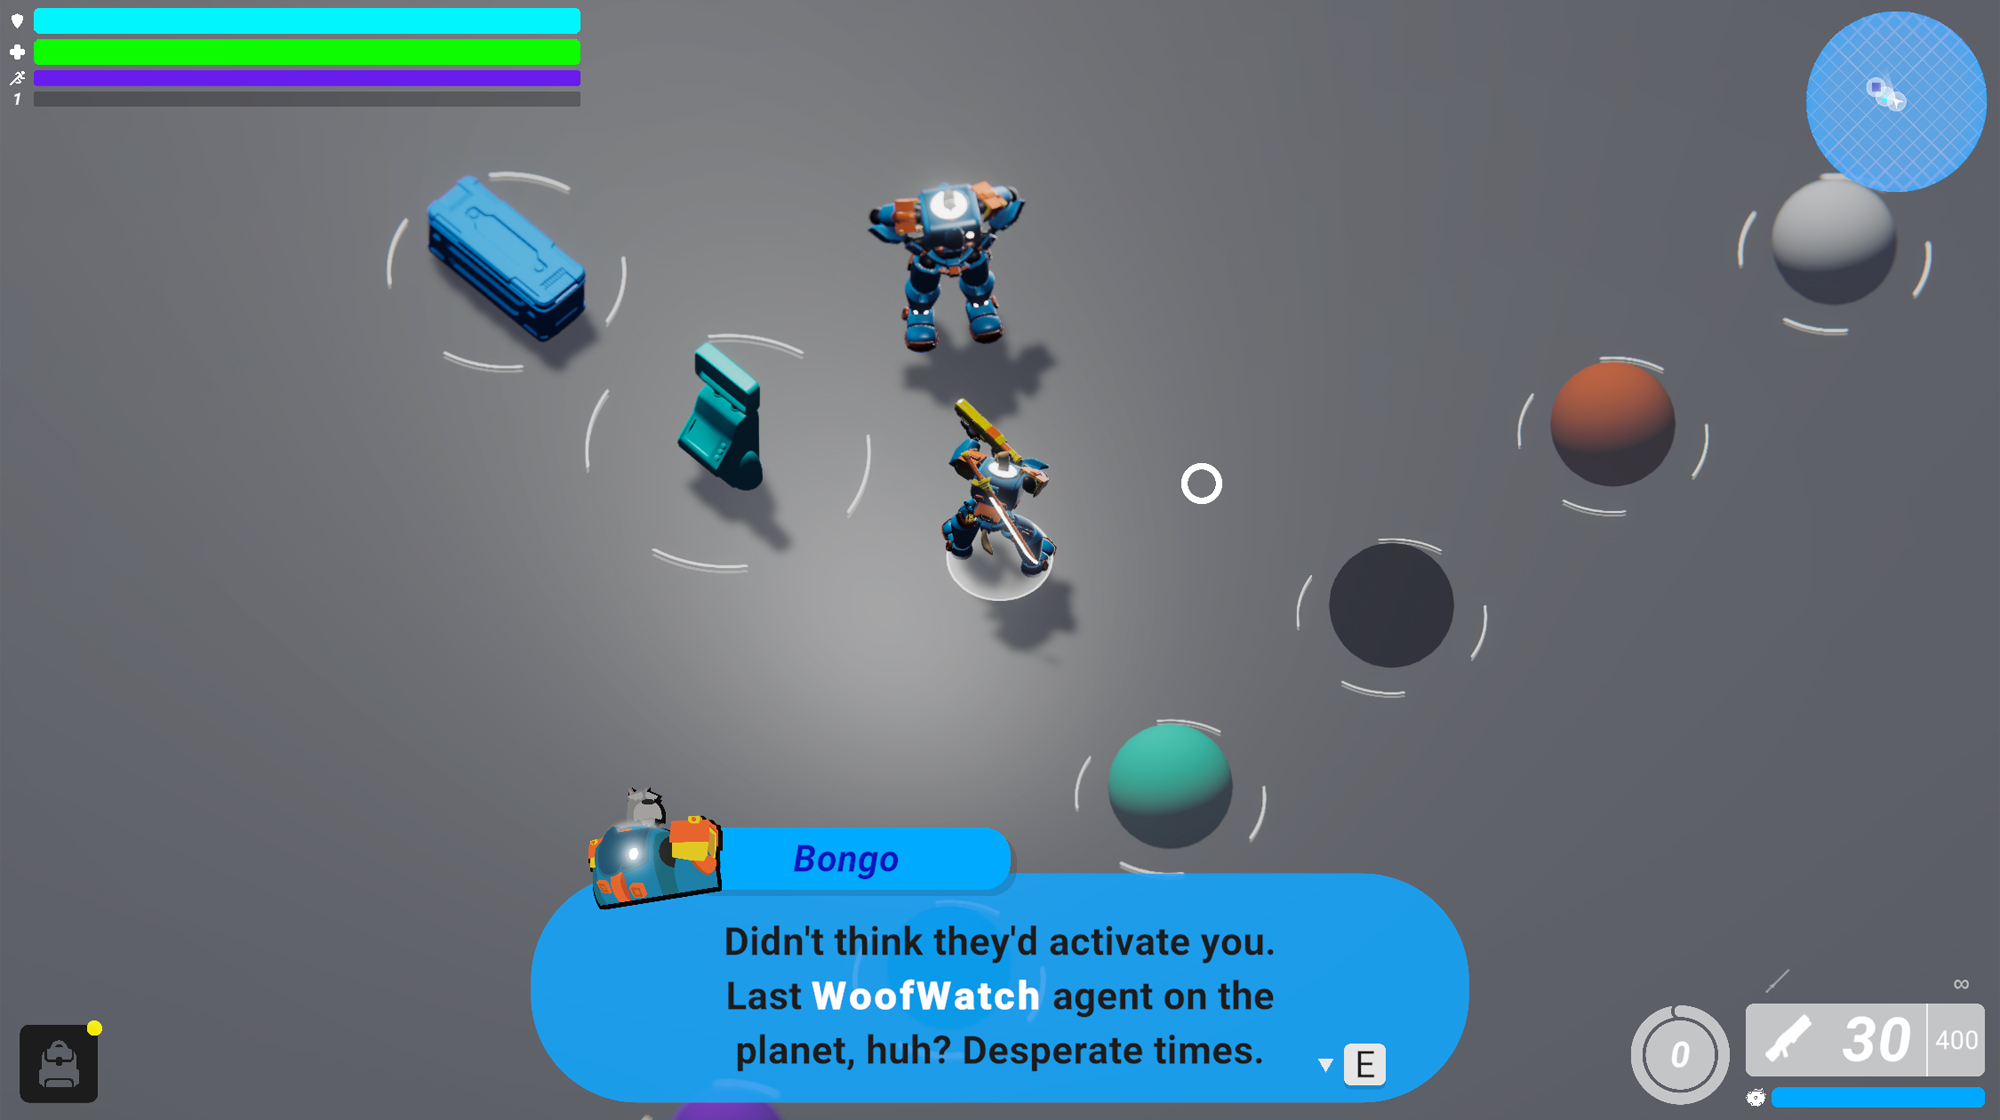 1
Bongo
Didn't think they'd activate you.
Last WoofWatch agent on the
planet, huh? Desperate times.
E
∞
0
30
400